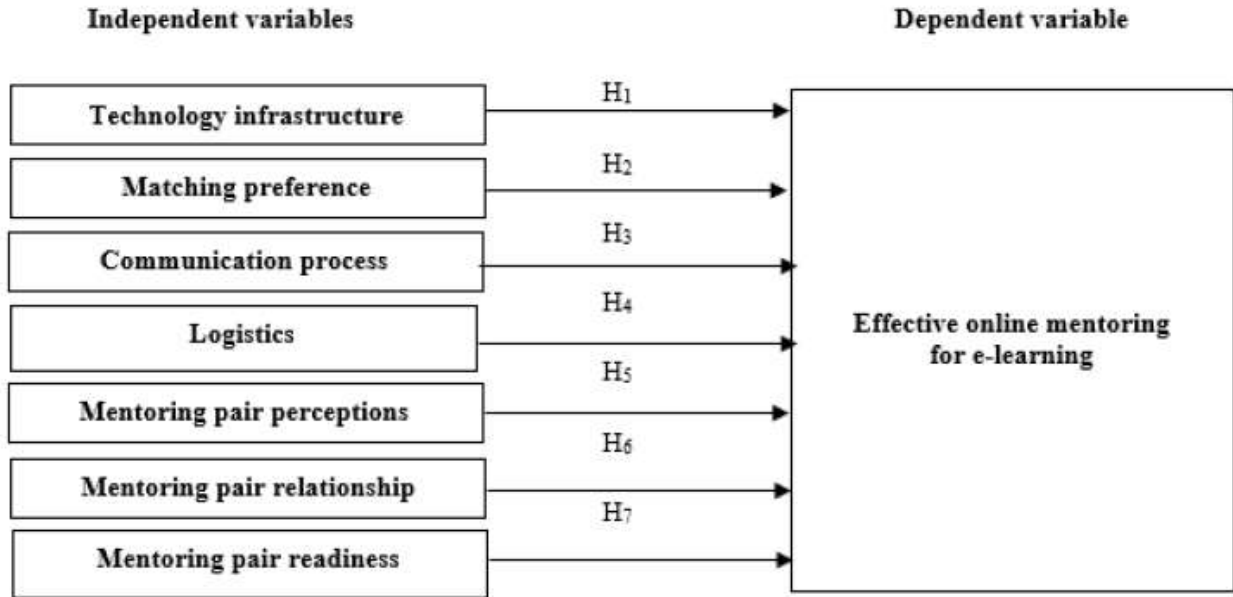 Independent variables
Dependent variable
Technology infrastructure
H₁
Matching preference
H₂
Communication process
H₃
Logistics
H₄
Mentoring pair perceptions
H₅
Mentoring pair relationship
H₆
Mentoring pair readiness
H₇
Effective online mentoring
for e-learning